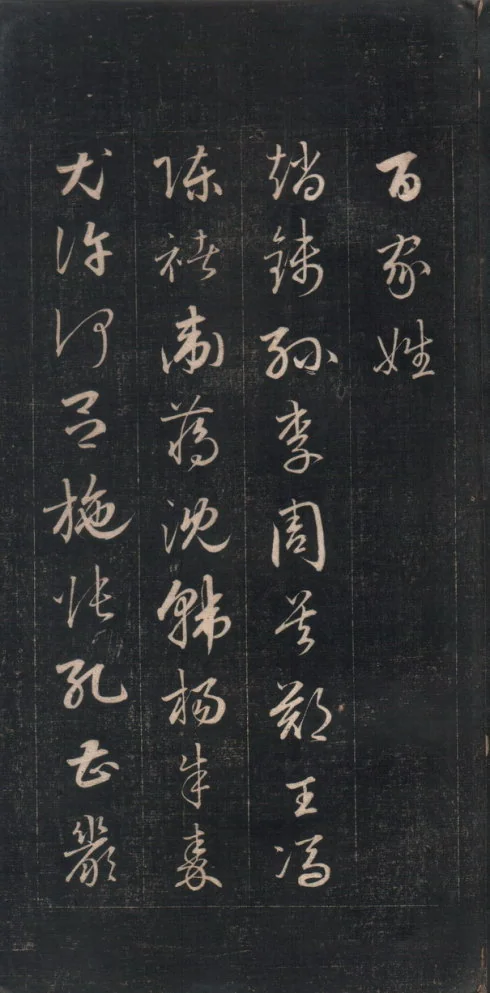 百家姓
趙錢孫李周吳鄭王馮
陳褚衛蔣沈韓楊朱秦
尤許何呂施張孔曹嚴